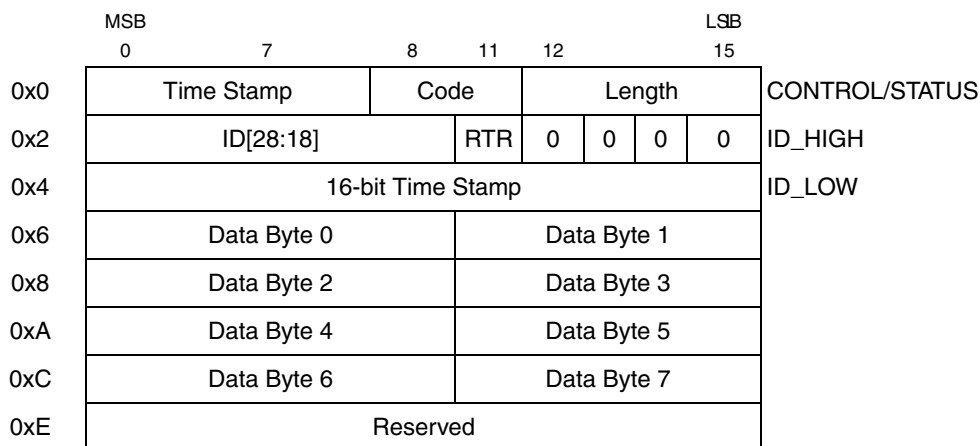 MSB LSB
0 7 8 11 12 15
0x0 Time Stamp Code Length CONTROL/STATUS
0x2 ID[28:18] RTR 0 0 0 0 ID_HIGH
0x4 16-bit Time Stamp ID_LOW
0x6 Data Byte 0 Data Byte 1
0x8 Data Byte 2 Data Byte 3
0xA Data Byte 4 Data Byte 5
0xC Data Byte 6 Data Byte 7
0xE Reserved